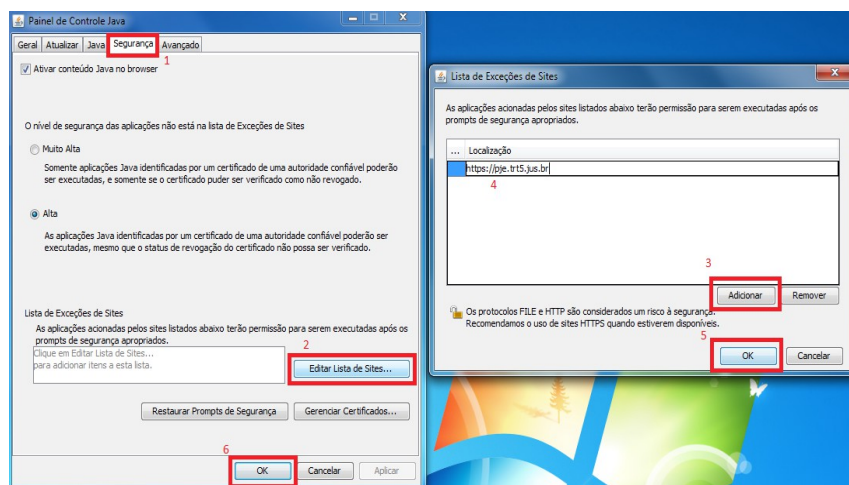 Painel de Controle Java
Geral Atualizar Java Segurança Avançado
1
Ativar conteúdo Java no browser
O nível de segurança das aplicações não está na lista de Exceções de Sites
Muito Alta
Somente aplicações Java identificadas por um certificado de uma autoridade confiável poderão
ser executadas, e somente se o certificado puder ser verificado como não revogado.
Alta
As aplicações Java identificadas por um certificado de uma autoridade confiável poderão ser
executadas, mesmo que o status de revogação do certificado não possa ser verificado.
Lista de Exceções de Sites
As aplicações acionadas pelos sites listados abaixo terão permissão para serem executadas após os
prompts de segurança apropriados.
2
Clique em Editar Lista de Sites...
para adicionar itens a esta lista.
Editar Lista de Sites...
Restaurar Prompts de Segurança Gerenciar Certificados...
6
OK Cancelar Aplicar
Lista de Exceções de Sites
As aplicações acionadas pelos sites listados abaixo terão permissão para serem executadas após os
prompts de segurança apropriados.
... Localização
https://pje.trt5.jus.br
4
3
Adicionar Remover
Os protocolos FILE e HTTP são considerados um risco à segurança.
Recomendamos o uso de sites HTTPS quando estiverem disponíveis.
5
OK Cancelar